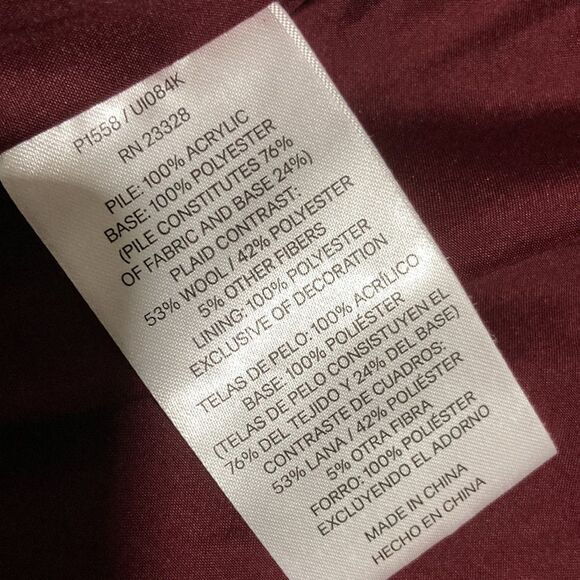 P1558 / UI084K
RN 23328
PILE: 100% ACRYLIC
BASE: 100% POLYESTER
(PILE CONSTITUTES 76%
OF FABRIC AND BASE 24%)
PLAID CONTRAST:
53% WOOL / 42% POLYESTER
5% OTHER FIBERS
LINING: 100% POLYESTER
EXCLUSIVE OF DECORATION
TELAS DE PELO: 100% ACRÍLICO
BASE: 100% POLIÉSTER
(TELAS DE PELO CONSISTUYEN EL
76% DEL TEJIDO Y 24% DEL BASE)
CONTRASTE DE CUADROS:
53% LANA / 42% POLIÉSTER
5% OTRA FIBRA
FORRO: 100% POLIÉSTER
EXCLUYENDO EL ADORNO
MADE IN CHINA
HECHO EN CHINA